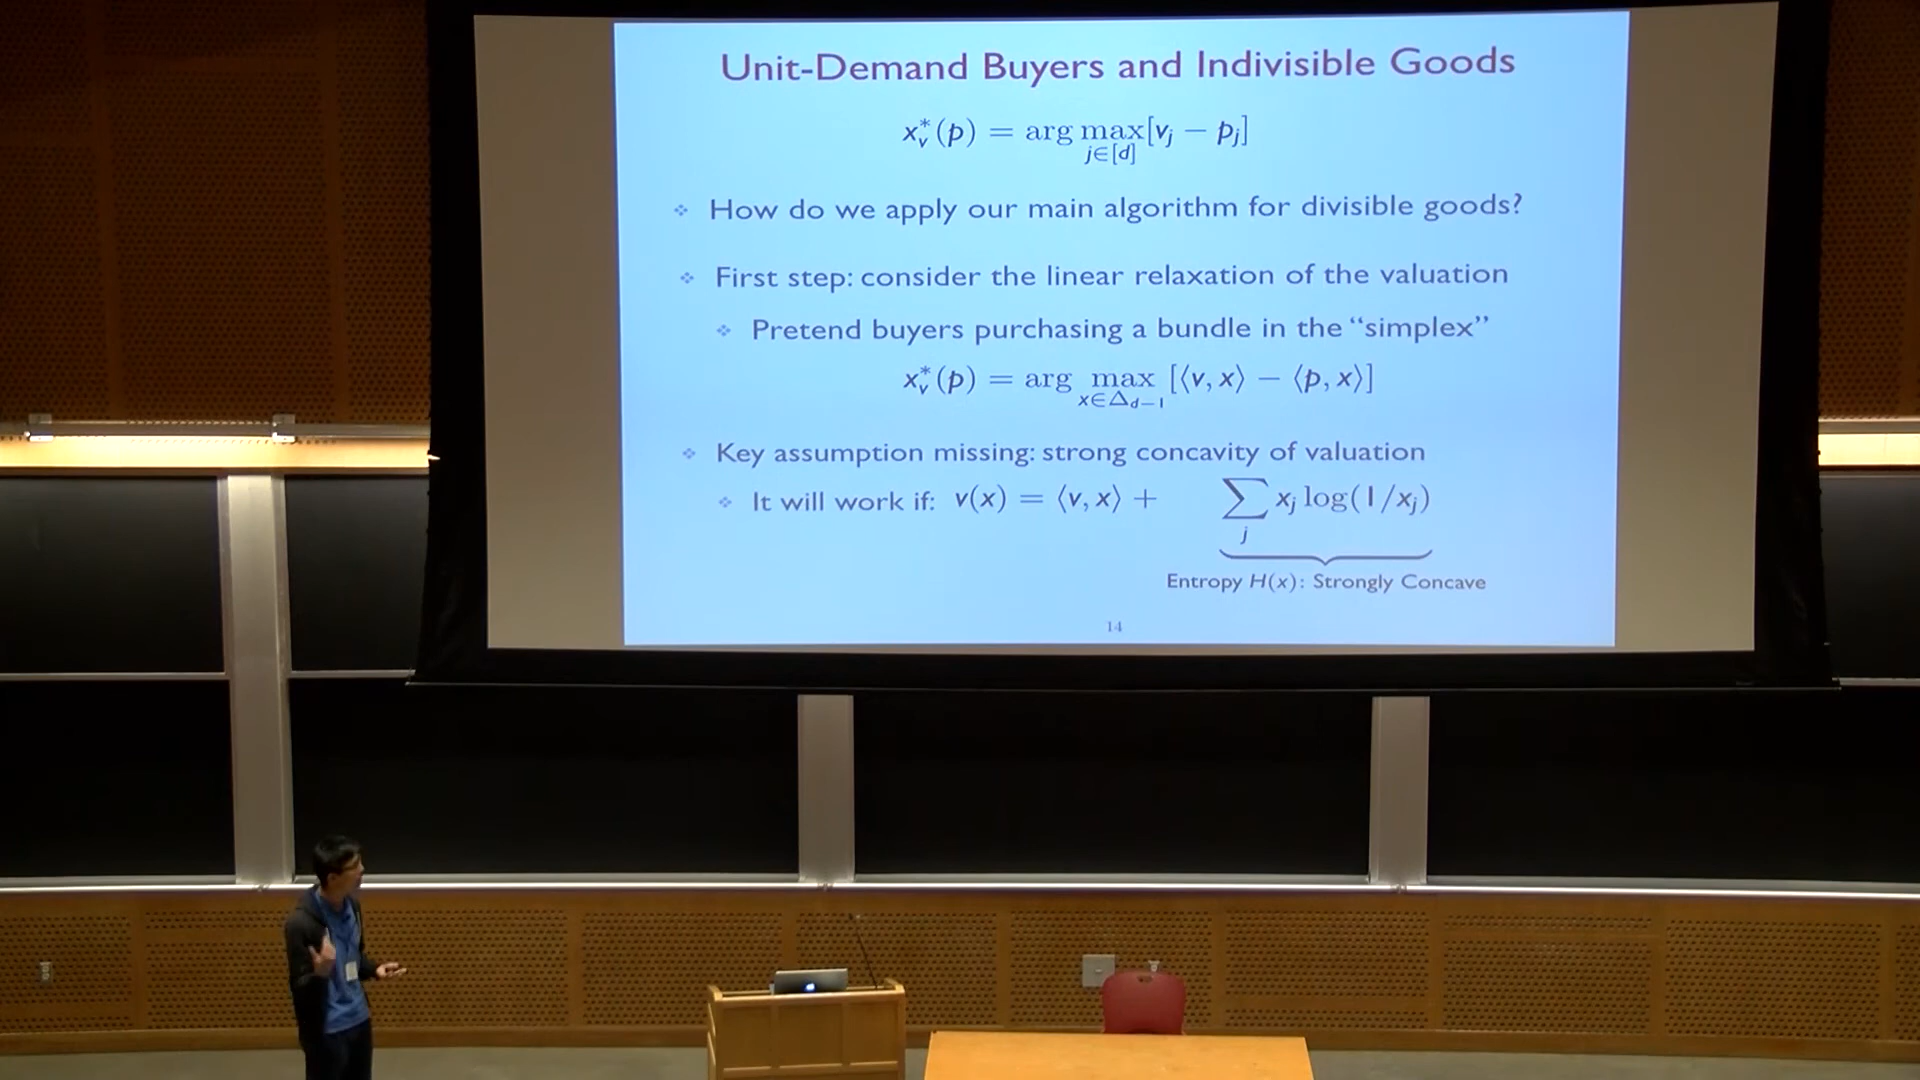 Unit-Demand Buyers and Indivisible Goods
x*_v(p) = arg max_{j∈[d]} [v_j − p_j]
❖ How do we apply our main algorithm for divisible goods?
❖ First step: consider the linear relaxation of the valuation
❖ Pretend buyers purchasing a bundle in the “simplex”
x*_v(p) = arg max_{x∈Δ_{d−1}} [⟨v, x⟩ − ⟨p, x⟩]
❖ Key assumption missing: strong concavity of valuation
❖ It will work if: v(x) = ⟨v, x⟩ + ∑_j x_j log(1/x_j)
Entropy H(x): Strongly Concave
14